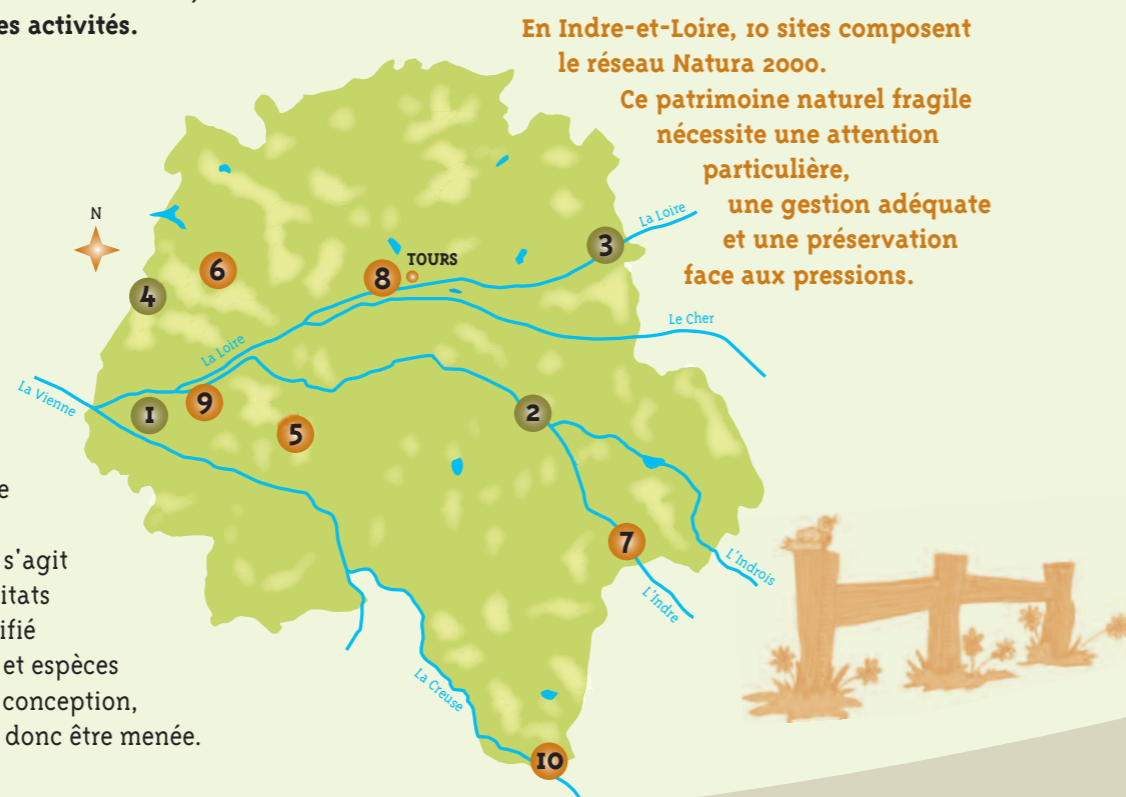 es activités.
En Indre-et-Loire, 10 sites composent
le réseau Natura 2000.
Ce patrimoine naturel fragile
nécessite une attention
particulière,
une gestion adéquate
et une préservation
face aux pressions.
N
La Loire
3
6
8
TOURS
4
Le Cher
La Loire
La Vienne
1
9
5
2
7
L'Indrois
L'Indre
La Creuse
10
e
s'agit
itats
ifié
et espèces
conception,
donc être menée.